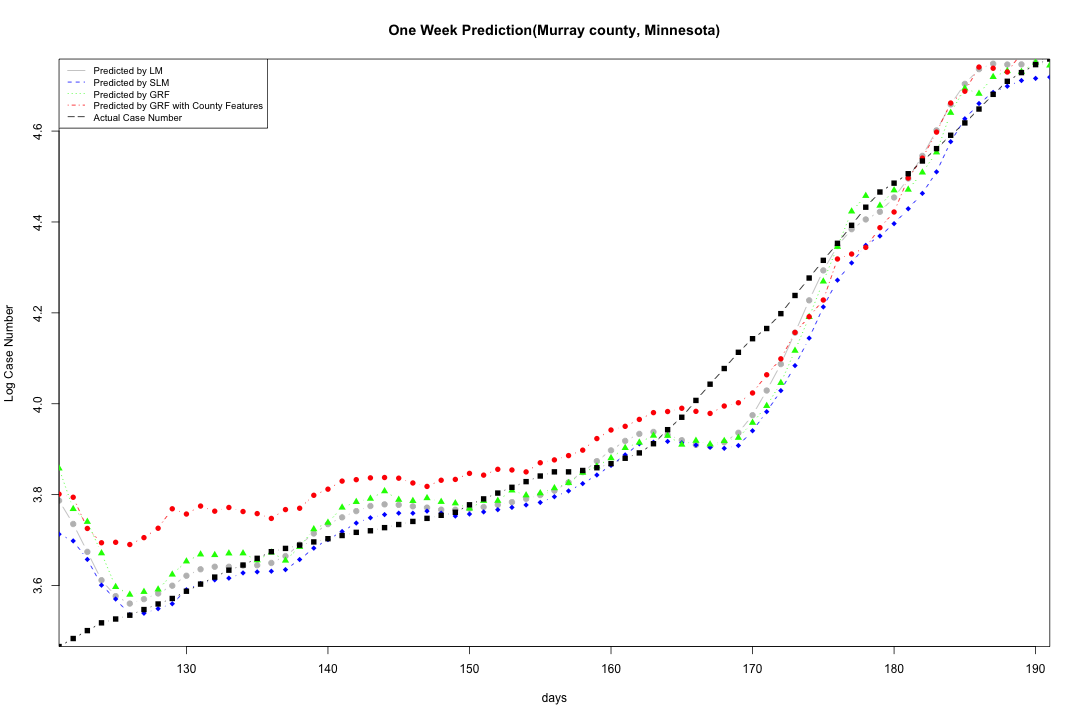 One Week Prediction(Murray county, Minnesota)
Predicted by LM
Predicted by SLM
Predicted by GRF
Predicted by GRF with County Features
Actual Case Number
4.6
4.4
4.2
4.0
3.8
3.6
Log Case Number
130 140 150 160 170 180 190
days